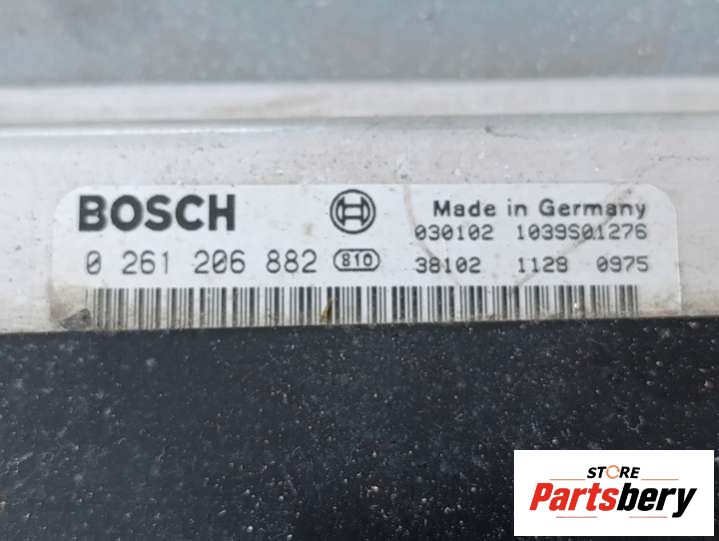 BOSCH
Made in Germany
030102 1039S01276
0 261 206 882 810
38102 1128 0975
STORE
Partsbery